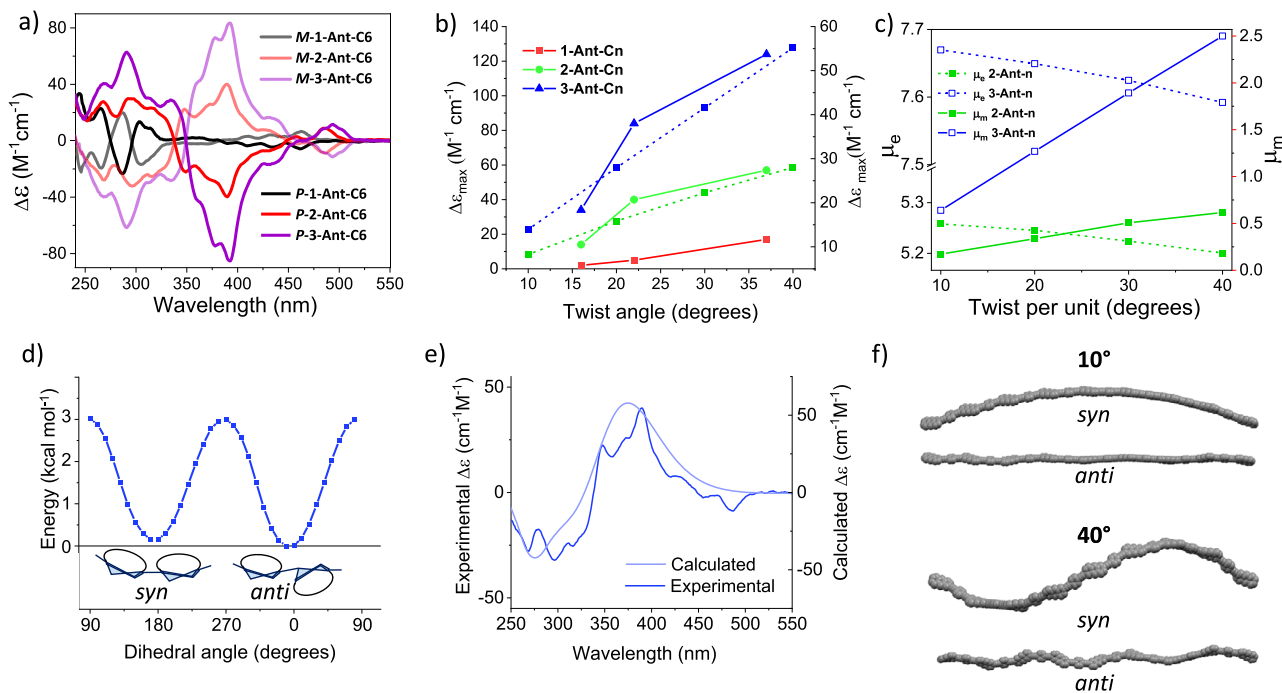 a)
80
40
0
-40
-80
Δε (M⁻¹ cm⁻¹)
M-1-Ant-C6
M-2-Ant-C6
M-3-Ant-C6
P-1-Ant-C6
P-2-Ant-C6
P-3-Ant-C6
250 300 350 400 450 500 550
Wavelength (nm)
b)
140
120
100
80
60
40
20
0
Δε max (M⁻¹ cm⁻¹)
1-Ant-Cn
2-Ant-Cn
3-Ant-Cn
60
50
40
30
20
10
Δε max (M⁻¹ cm⁻¹)
10 15 20 25 30 35 40
Twist angle (degrees)
c)
7.7
7.6
7.5
5.3
5.2
μe
μe 2-Ant-n
μe 3-Ant-n
μm 2-Ant-n
μm 3-Ant-n
2.5
2.0
1.5
1.0
0.5
0.0
μm
10 20 30 40
Twist per unit (degrees)
d)
4
3
2
1
0
Energy (kcal mol⁻¹)
syn anti
90 180 270 0 90
Dihedral angle (degrees)
e)
50
0
-25
Experimental Δε (cm⁻¹M⁻¹)
50
0
-50
Calculated Δε (cm⁻¹M⁻¹)
Calculated
Experimental
250 300 350 400 450 500 550
Wavelength (nm)
f)
10°
syn
anti
40°
syn
anti